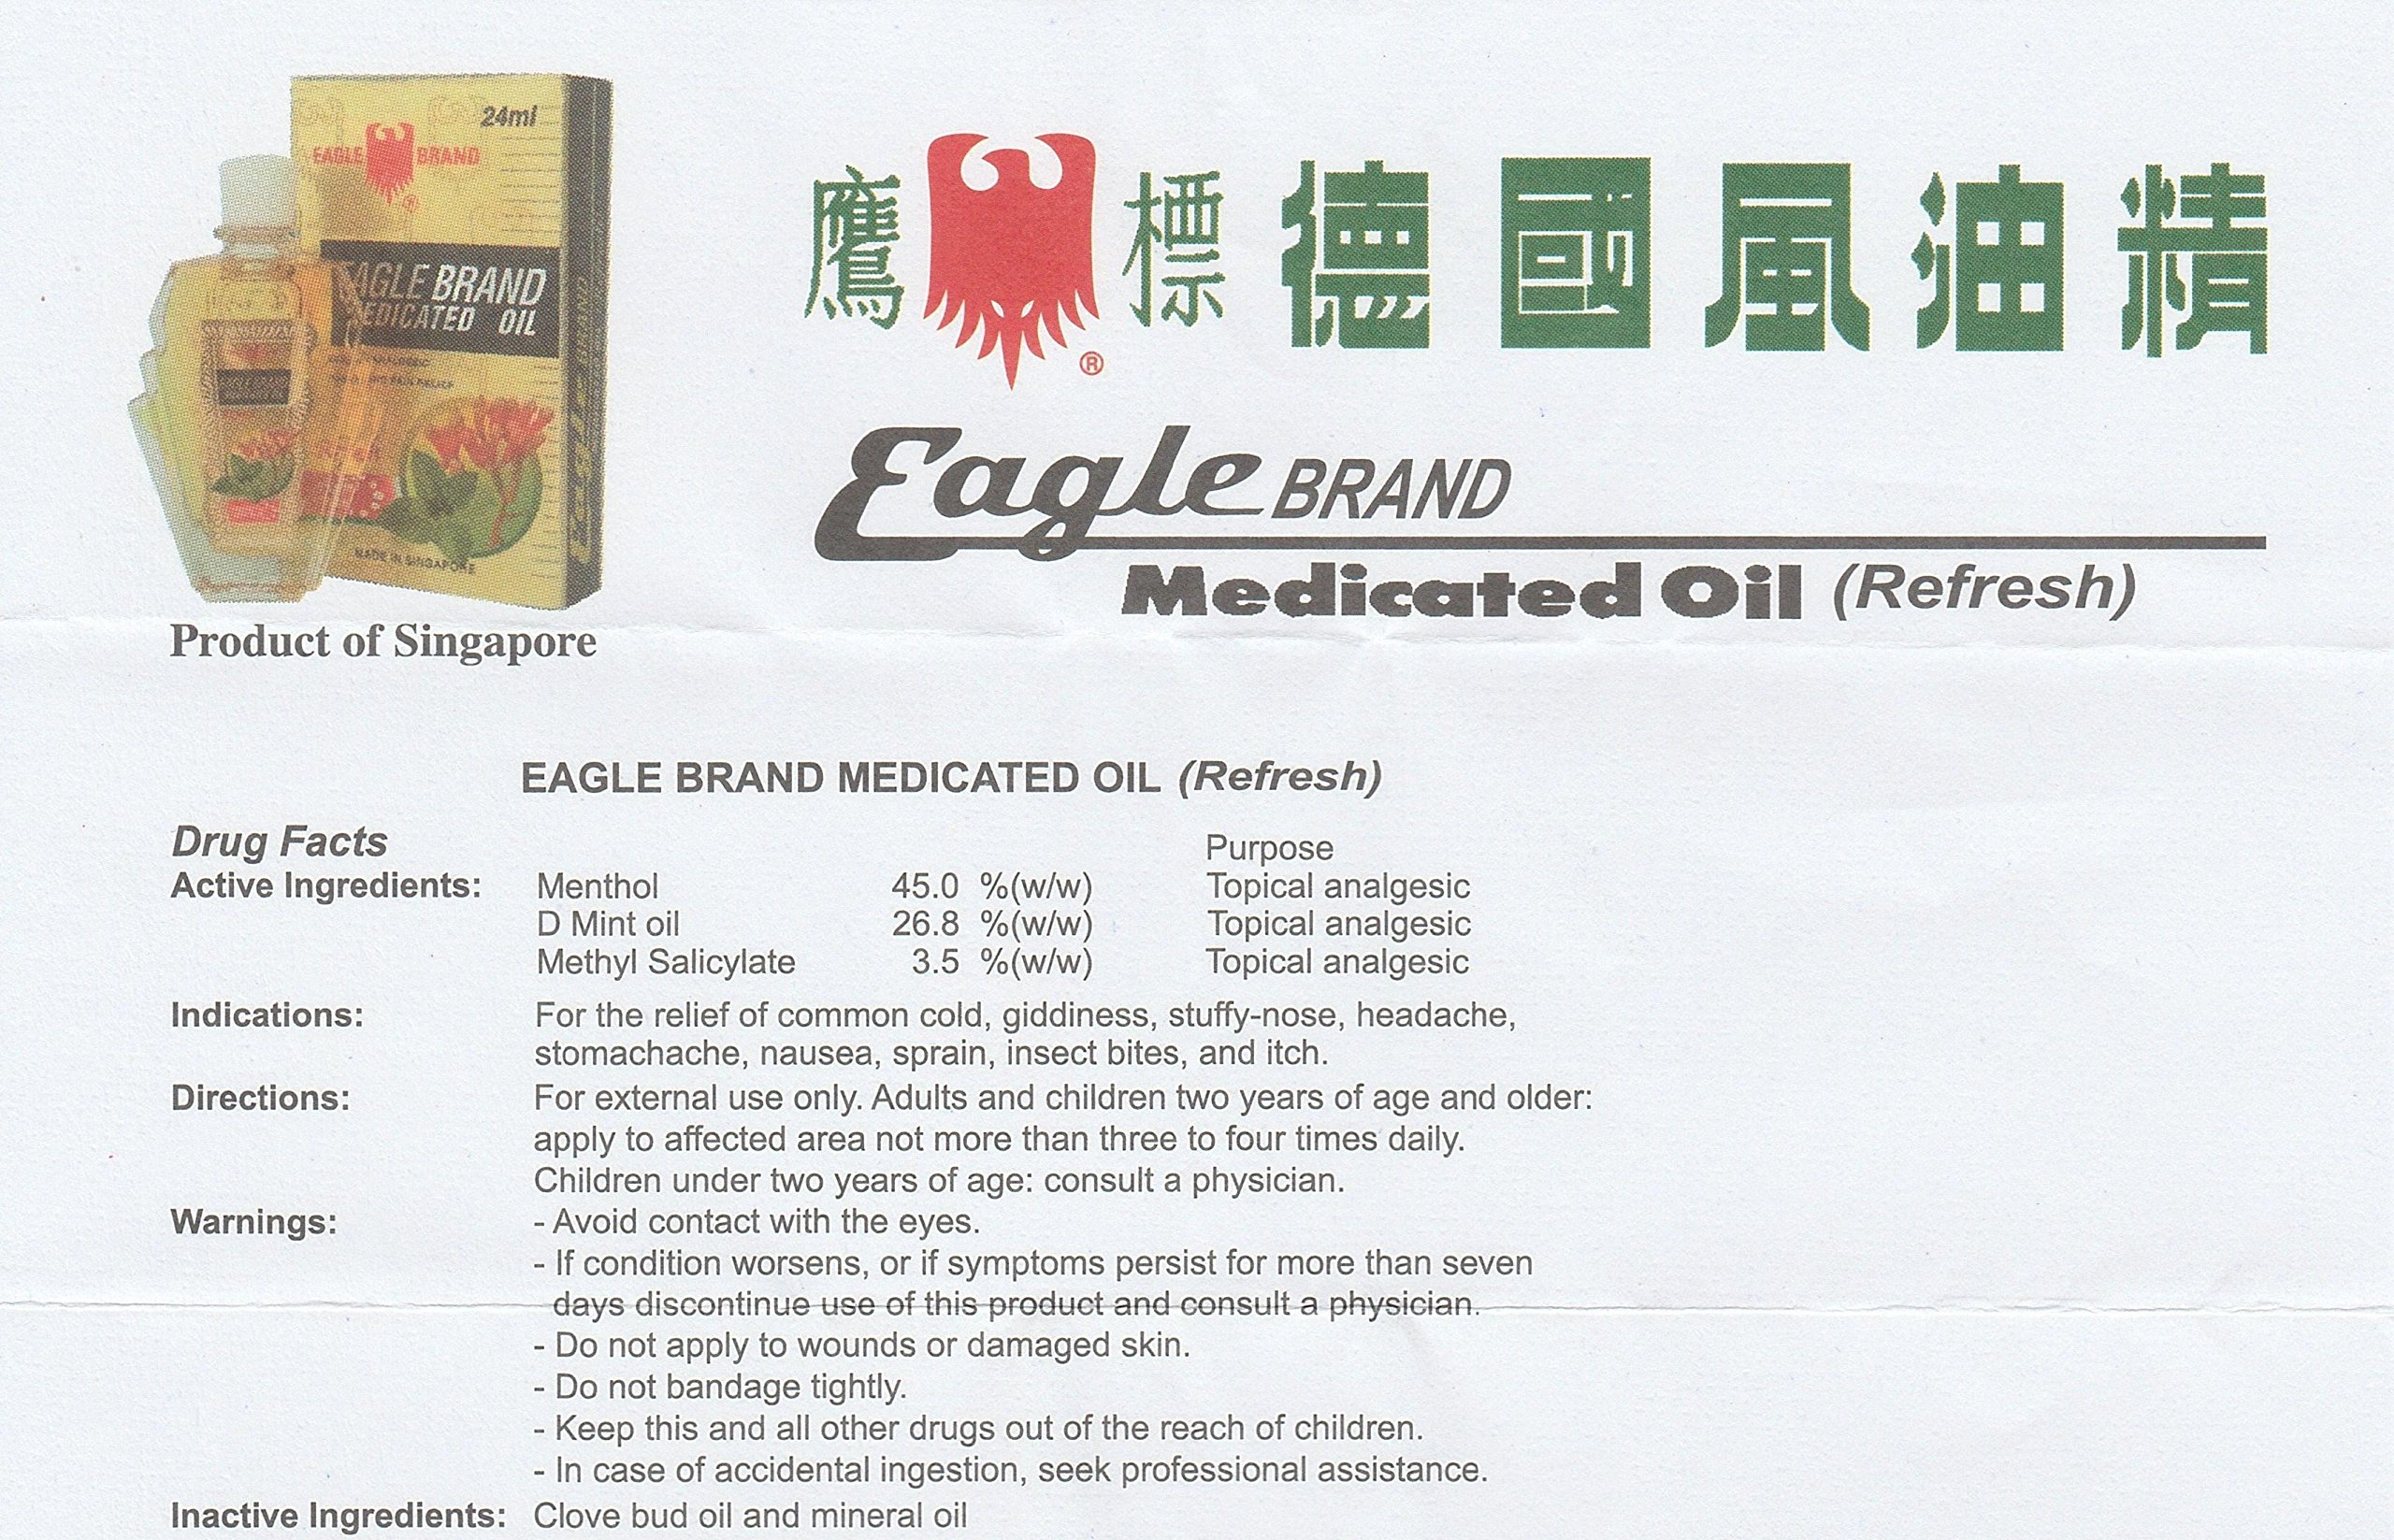 24ml
EAGLE BRAND
®
EAGLE BRAND
MEDICATED OIL
Eagle BRAND
MADE IN SINGAPORE
Product of Singapore
鷹 標 德 國 風 油 精
®
Eagle BRAND
Medicated Oil (Refresh)
EAGLE BRAND MEDICATED OIL (Refresh)
Drug Facts
Purpose
Active Ingredients: Menthol 45.0 %(w/w) Topical analgesic
D Mint oil 26.8 %(w/w) Topical analgesic
Methyl Salicylate 3.5 %(w/w) Topical analgesic
Indications: For the relief of common cold, giddiness, stuffy-nose, headache,
stomachache, nausea, sprain, insect bites, and itch.
Directions: For external use only. Adults and children two years of age and older:
apply to affected area not more than three to four times daily.
Children under two years of age: consult a physician.
Warnings: - Avoid contact with the eyes.
- If condition worsens, or if symptoms persist for more than seven
days discontinue use of this product and consult a physician.
- Do not apply to wounds or damaged skin.
- Do not bandage tightly.
- Keep this and all other drugs out of the reach of children.
- In case of accidental ingestion, seek professional assistance.
Inactive Ingredients: Clove bud oil and mineral oil